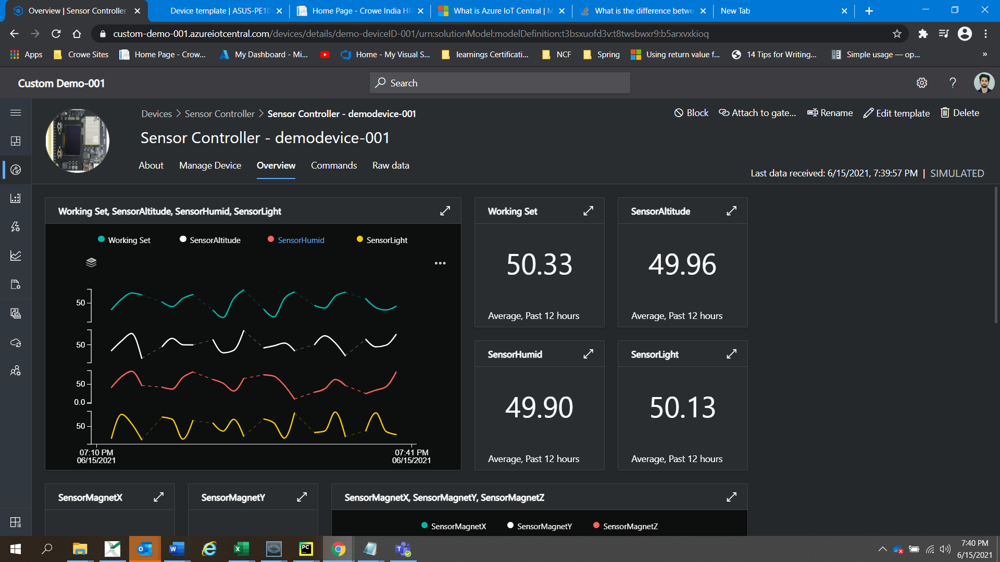 Overview | Sensor Controller
Device template | ASUS-PE10
Home Page - Crowe India HR
What is Azure IoT Central | M
What is the difference betwe
New Tab
custom-demo-001.azureiotcentral.com/devices/details/demo-deviceID-001/urn:solutionModel:modelDefinition:t3bsxuofd3v:t8twsbwxr9:b5arxvxkioq
Apps
Crowe Sites
Home Page - Crow...
My Dashboard - Mi...
Home - My Visual S...
learnings Certificati...
NCF
Spring
Using return value f...
14 Tips for Writing...
Simple usage — op...
»
Custom Demo-001
Search
?
Devices > Sensor Controller > Sensor Controller - demodevice-001
Block
Attach to gate...
Rename
Edit template
Delete
Sensor Controller - demodevice-001
About
Manage Device
Overview
Commands
Raw data
Last data received: 6/15/2021, 7:39:57 PM | SIMULATED
Working Set, SensorAltitude, SensorHumid, SensorLight
Working Set
SensorAltitude
SensorHumid
SensorLight
50
50
50
0.0
50
07:10 PM
06/15/2021
07:41 PM
06/15/2021
Working Set
50.33
Average, Past 12 hours
SensorAltitude
49.96
Average, Past 12 hours
SensorHumid
49.90
Average, Past 12 hours
SensorLight
50.13
Average, Past 12 hours
SensorMagnetX
SensorMagnetY
SensorMagnetX, SensorMagnetY, SensorMagnetZ
SensorMagnetX
SensorMagnetY
SensorMagnetZ
7:40 PM
6/15/2021